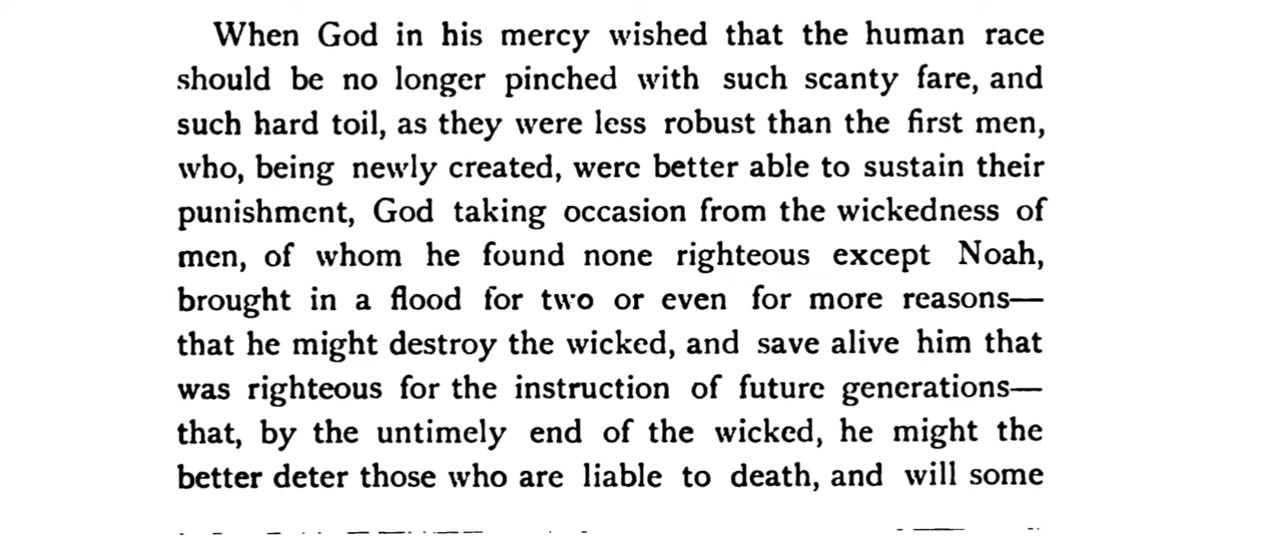 When God in his mercy wished that the human race
should be no longer pinched with such scanty fare, and
such hard toil, as they were less robust than the first men,
who, being newly created, were better able to sustain their
punishment, God taking occasion from the wickedness of
men, of whom he found none righteous except Noah,
brought in a flood for two or even for more reasons—
that he might destroy the wicked, and save alive him that
was righteous for the instruction of future generations—
that, by the untimely end of the wicked, he might the
better deter those who are liable to death, and will some